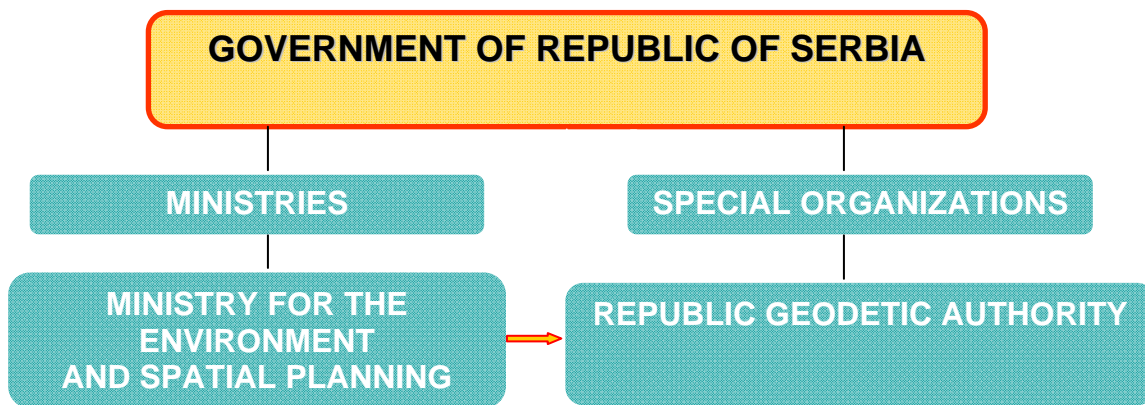 GOVERNMENT OF REPUBLIC OF SERBIA
MINISTRIES
SPECIAL ORGANIZATIONS
MINISTRY FOR THE
ENVIRONMENT
AND SPATIAL PLANNING
REPUBLIC GEODETIC AUTHORITY